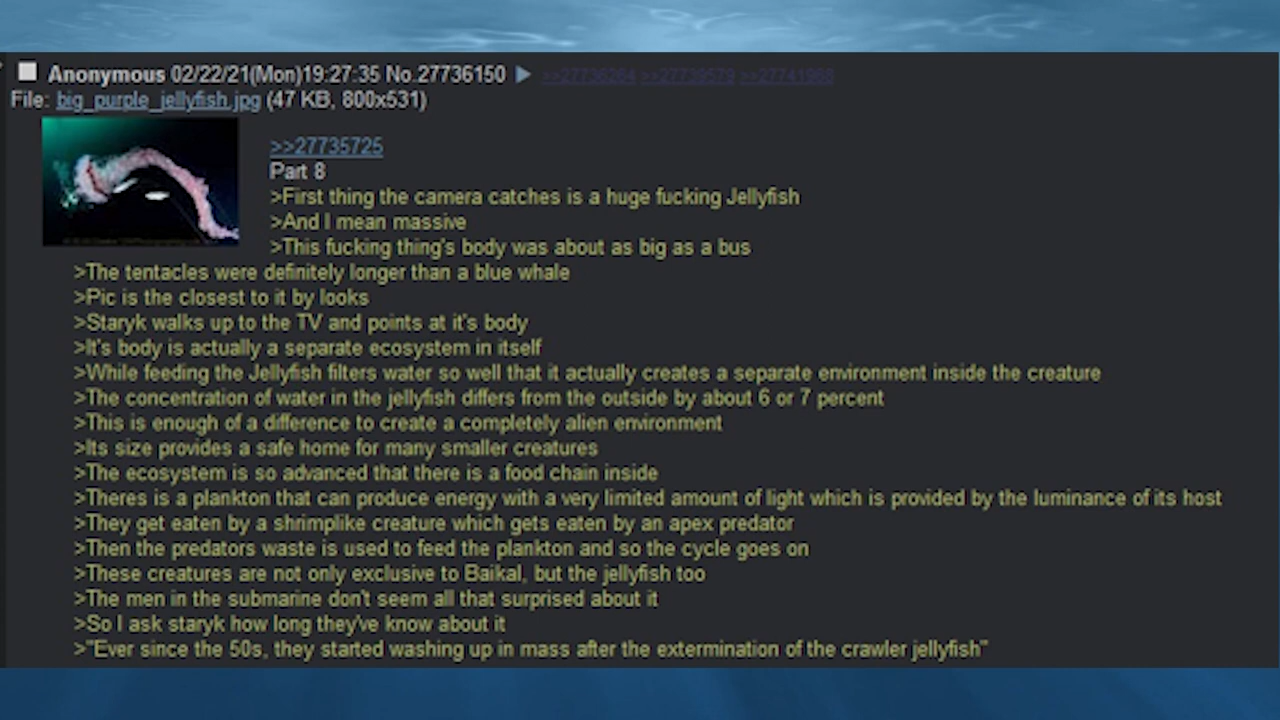 Anonymous 02/22/21(Mon)19:27:35 No.27736150 ▶ >>27736284 >>27739579 >>27741988
File: big_purple_jellyfish.jpg (47 KB, 800x531)
>>27735725
Part 8
>First thing the camera catches is a huge fucking Jellyfish
>And I mean massive
>This fucking thing's body was about as big as a bus
>The tentacles were definitely longer than a blue whale
>Pic is the closest to it by looks
>Staryk walks up to the TV and points at it's body
>It's body is actually a separate ecosystem in itself
>While feeding the Jellyfish filters water so well that it actually creates a separate environment inside the creature
>The concentration of water in the jellyfish differs from the outside by about 6 or 7 percent
>This is enough of a difference to create a completely alien environment
>Its size provides a safe home for many smaller creatures
>The ecosystem is so advanced that there is a food chain inside
>Theres is a plankton that can produce energy with a very limited amount of light which is provided by the luminance of its host
>They get eaten by a shrimplike creature which gets eaten by an apex predator
>Then the predators waste is used to feed the plankton and so the cycle goes on
>These creatures are not only exclusive to Baikal, but the jellyfish too
>The men in the submarine don't seem all that surprised about it
>So I ask staryk how long they've know about it
>"Ever since the 50s, they started washing up in mass after the extermination of the crawler jellyfish"